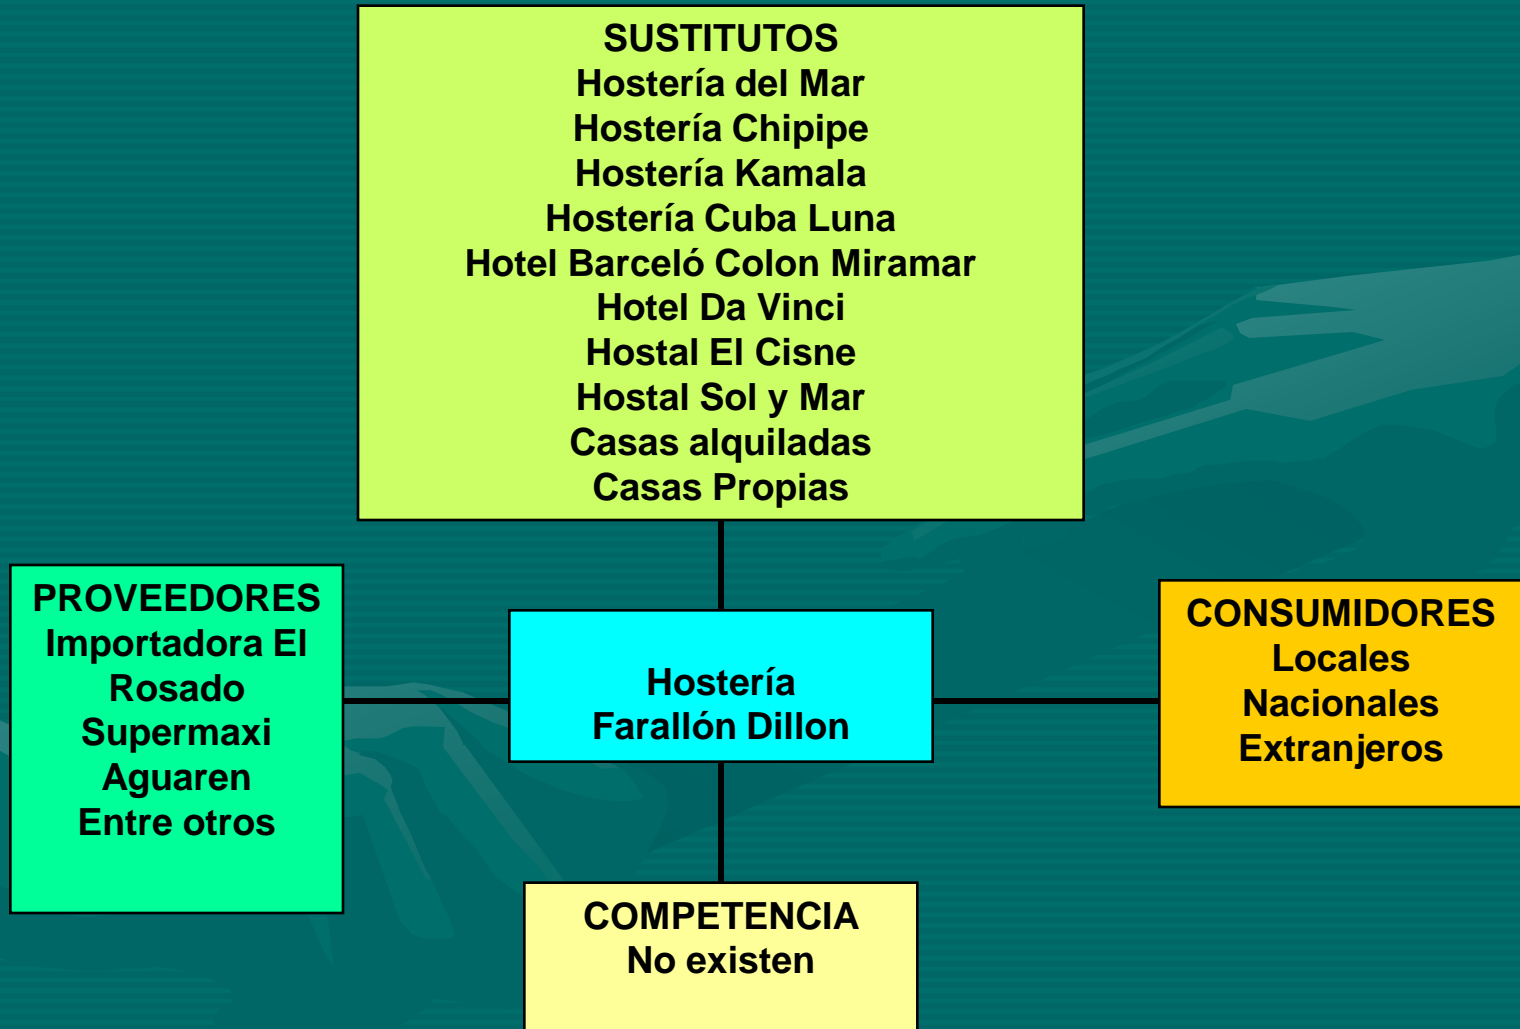 SUSTITUTOS
Hostería del Mar
Hostería Chipipe
Hostería Kamala
Hostería Cuba Luna
Hotel Barceló Colon Miramar
Hotel Da Vinci
Hostal El Cisne
Hostal Sol y Mar
Casas alquiladas
Casas Propias
PROVEEDORES
Importadora El
Rosado
Supermaxi
Aguaren
Entre otros
Hostería
Farallón Dillon
CONSUMIDORES
Locales
Nacionales
Extranjeros
COMPETENCIA
No existen